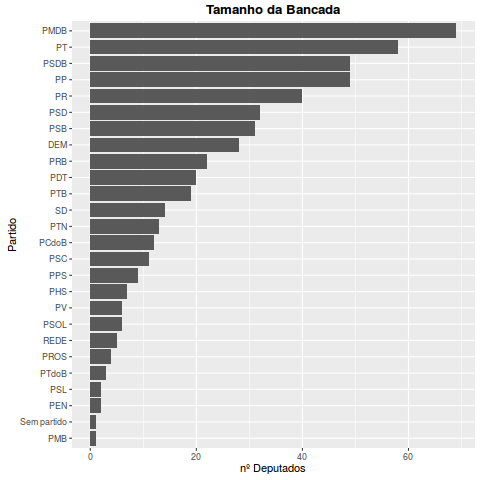 Tamanho da Bancada
Partido
PMDB
PT
PSDB
PP
PR
PSD
PSB
DEM
PRB
PDT
PTB
SD
PTN
PCdoB
PSC
PPS
PHS
PV
PSOL
REDE
PROS
PTdoB
PSL
PEN
Sem partido
PMB
0 20 40 60
nº Deputados